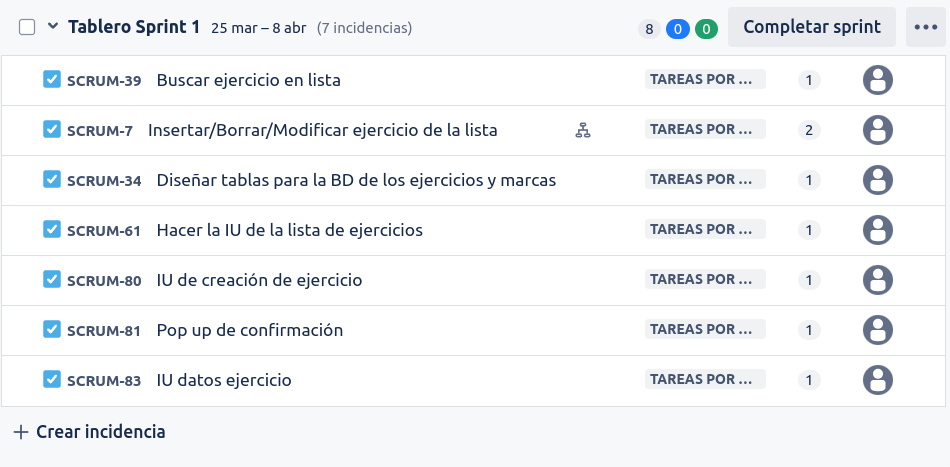 Tablero Sprint 1 25 mar – 8 abr (7 incidencias) 8 0 0 Completar sprint
SCRUM-39 Buscar ejercicio en lista TAREAS POR ... 1
SCRUM-7 Insertar/Borrar/Modificar ejercicio de la lista TAREAS POR ... 2
SCRUM-34 Diseñar tablas para la BD de los ejercicios y marcas TAREAS POR ... 1
SCRUM-61 Hacer la IU de la lista de ejercicios TAREAS POR ... 1
SCRUM-80 IU de creación de ejercicio TAREAS POR ... 1
SCRUM-81 Pop up de confirmación TAREAS POR ... 1
SCRUM-83 IU datos ejercicio TAREAS POR ... 1
+ Crear incidencia